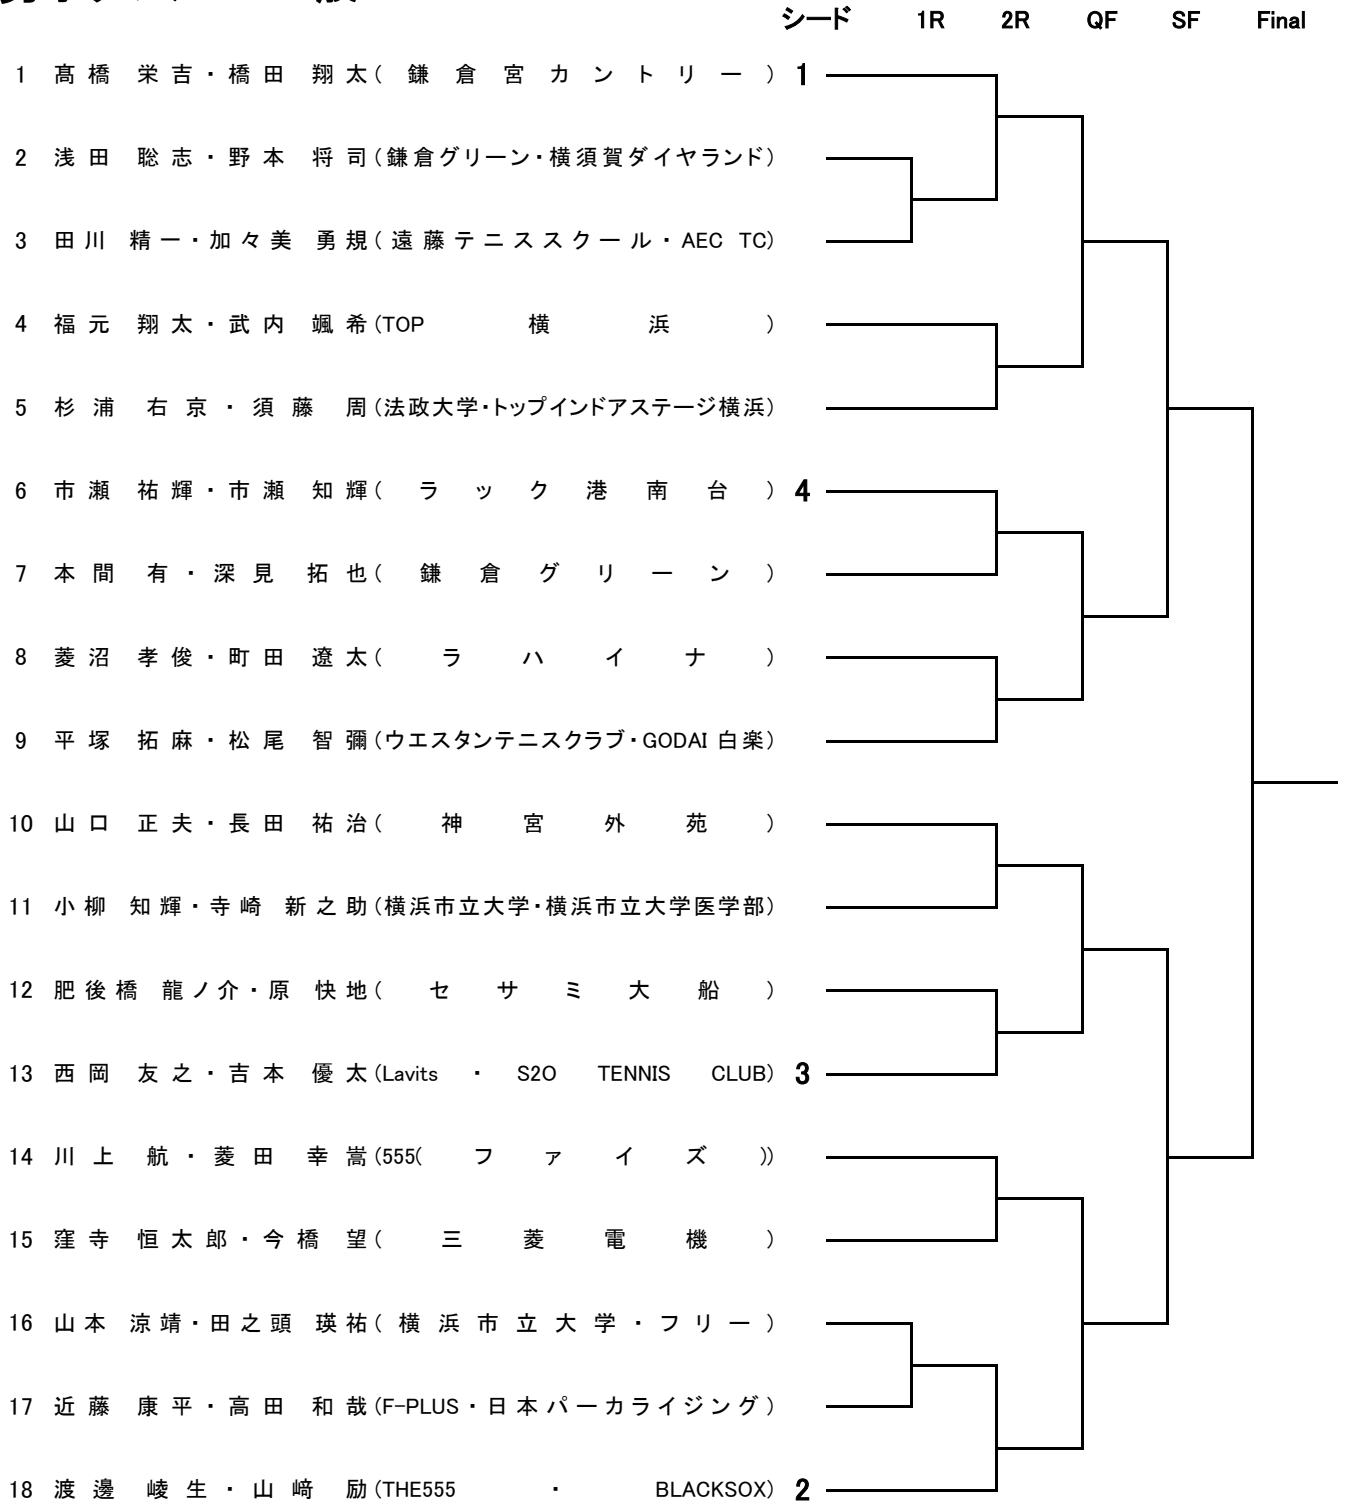 シード 1R 2R QF SF Final
1 髙橋 栄吉・橋田 翔太(鎌倉宮カントリー) 1
2 浅田 聡志・野本 将司(鎌倉グリーン・横須賀ダイヤランド)
3 田川 精一・加々美 勇規(遠藤テニススクール・AEC TC)
4 福元 翔太・武内 颯希(TOP横浜)
5 杉浦 右京・須藤 周(法政大学・トップインドアステージ横浜)
6 市瀬 祐輝・市瀬 知輝(ラック港南台) 4
7 本間 有・深見 拓也(鎌倉グリーン)
8 菱沼 孝俊・町田 遼太(ラハイナ)
9 平塚 拓麻・松尾 智彌(ウエスタンテニスクラブ・GODAI 白楽)
10 山口 正夫・長田 祐治(神宮外苑)
11 小柳 知輝・寺崎 新之助(横浜市立大学・横浜市立大学医学部)
12 肥後橋 龍ノ介・原 快地(セサミ大船)
13 西岡 友之・吉本 優太(Lavits ・ S2O TENNIS CLUB) 3
14 川上 航・菱田 幸嵩(555(ファイズ))
15 窪寺 恒太郎・今橋 望(三菱電機)
16 山本 涼靖・田之頭 瑛祐(横浜市立大学・フリー)
17 近藤 康平・高田 和哉(F-PLUS・日本パーカライジング)
18 渡邊 崚生・山﨑 励(THE555 ・ BLACKSOX) 2